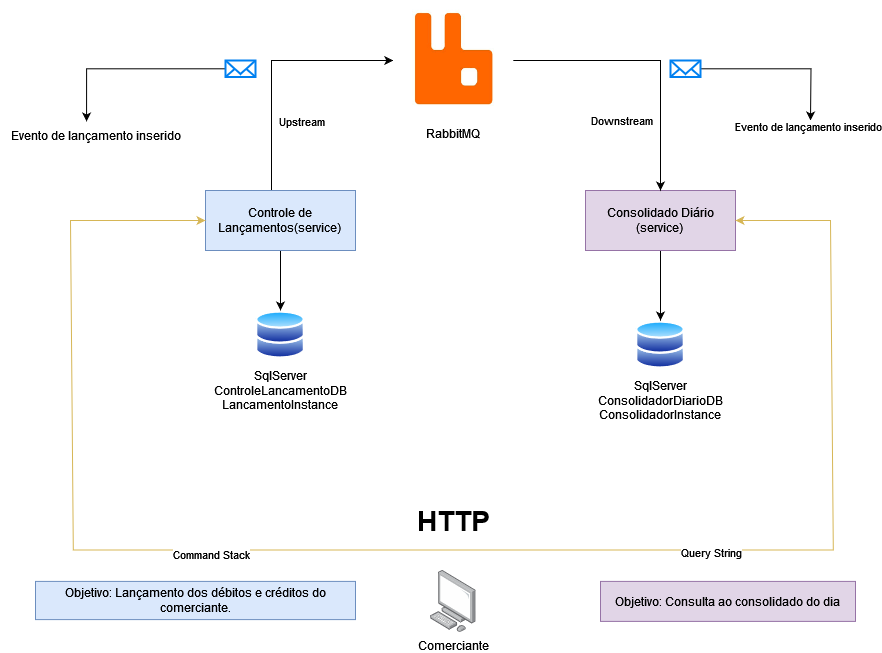 Upstream
Evento de lançamento inserido
RabbitMQ
Downstream
Evento de lançamento inserido
Controle de
Lançamentos(service)
Consolidado Diário
(service)
SqlServer
ControleLancamentoDB
LancamentoInstance
SqlServer
ConsolidadorDiarioDB
ConsolidadorInstance
HTTP
Command Stack
Query String
Objetivo: Lançamento dos débitos e créditos do
comerciante.
Objetivo: Consulta ao consolidado do dia
Comerciante